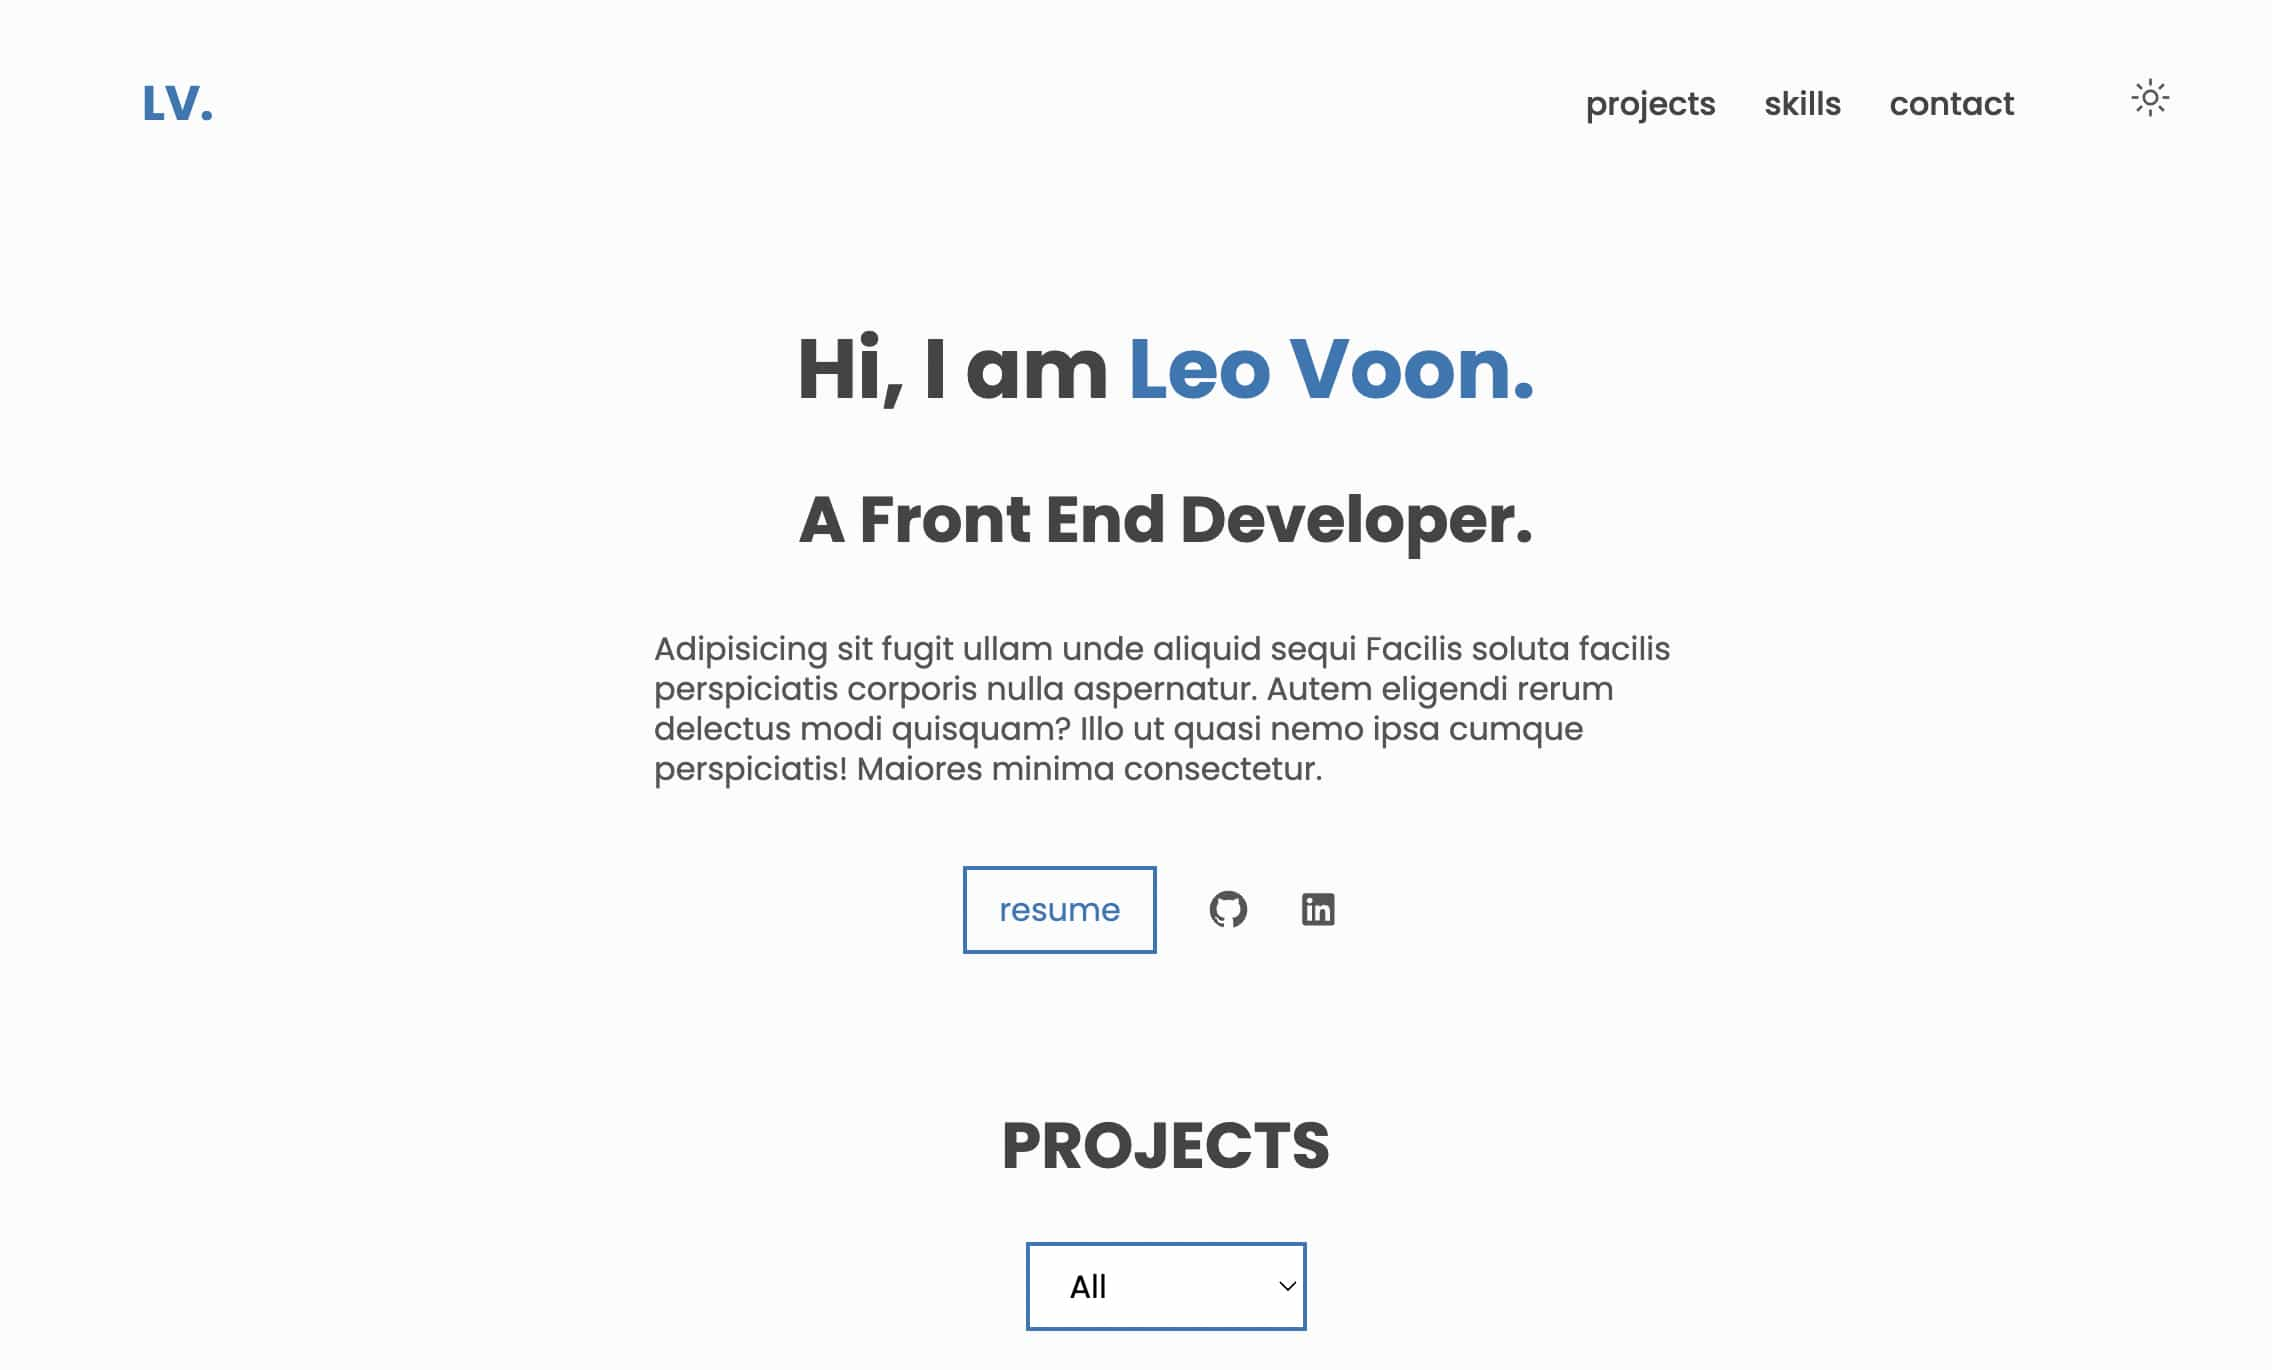 LV.
projects skills contact
Hi, I am Leo Voon.
A Front End Developer.
Adipisicing sit fugit ullam unde aliquid sequi Facilis soluta facilis
perspiciatis corporis nulla aspernatur. Autem eligendi rerum
delectus modi quisquam? Illo ut quasi nemo ipsa cumque
perspiciatis! Maiores minima consectetur.
resume
in
PROJECTS
All